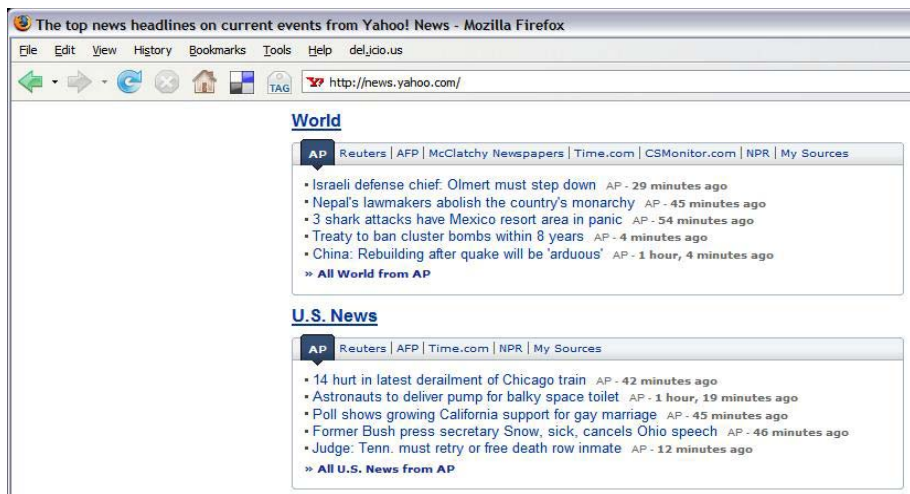 The top news headlines on current events from Yahoo! News - Mozilla Firefox
File Edit View History Bookmarks Tools Help del.icio.us
TAG Y? http://news.yahoo.com/
World
AP Reuters | AFP | McClatchy Newspapers | Time.com | CSMonitor.com | NPR | My Sources
▪ Israeli defense chief: Olmert must step down AP - 29 minutes ago
▪ Nepal's lawmakers abolish the country's monarchy AP - 45 minutes ago
▪ 3 shark attacks have Mexico resort area in panic AP - 54 minutes ago
▪ Treaty to ban cluster bombs within 8 years AP - 4 minutes ago
▪ China: Rebuilding after quake will be 'arduous' AP - 1 hour, 4 minutes ago
» All World from AP
U.S. News
AP Reuters | AFP | Time.com | NPR | My Sources
▪ 14 hurt in latest derailment of Chicago train AP - 42 minutes ago
▪ Astronauts to deliver pump for balky space toilet AP - 1 hour, 19 minutes ago
▪ Poll shows growing California support for gay marriage AP - 45 minutes ago
▪ Former Bush press secretary Snow, sick, cancels Ohio speech AP - 46 minutes ago
▪ Judge: Tenn. must retry or free death row inmate AP - 12 minutes ago
» All U.S. News from AP